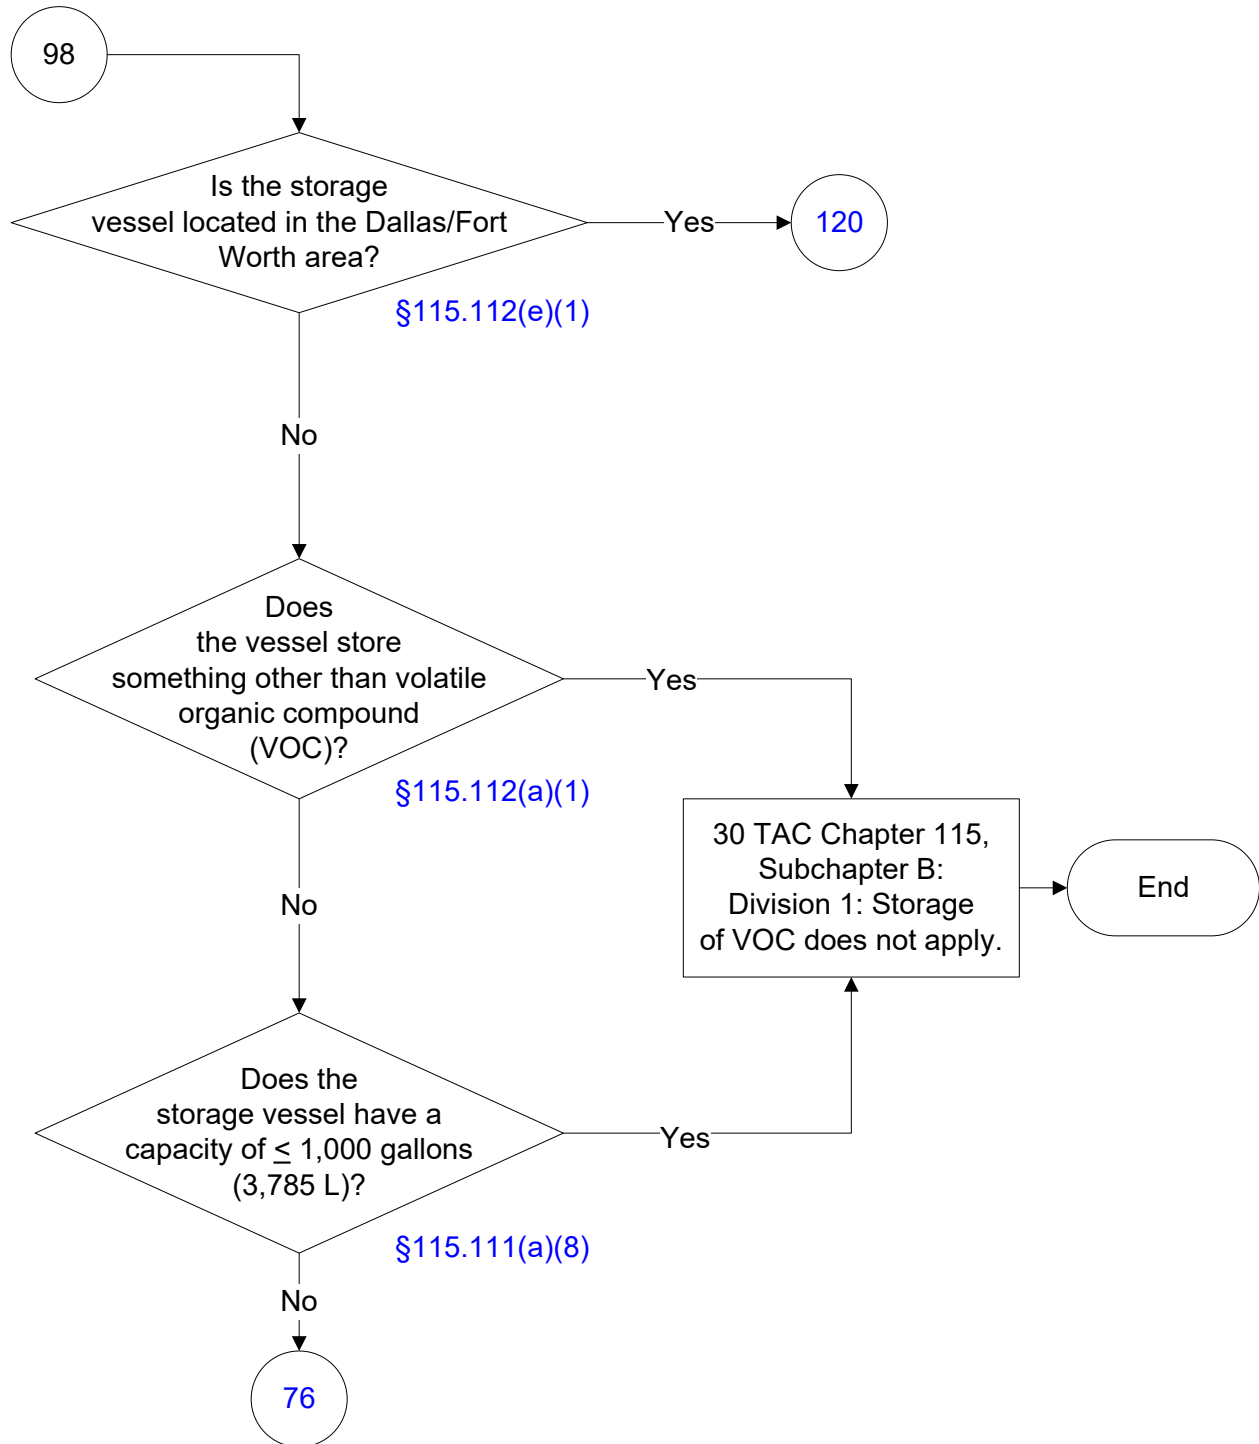 98
Is the storage
vessel located in the Dallas/Fort
Worth area?
Yes
120
§115.112(e)(1)
No
Does
the vessel store
something other than volatile
organic compound
(VOC)?
Yes
§115.112(a)(1)
30 TAC Chapter 115,
Subchapter B:
Division 1: Storage
of VOC does not apply.
End
No
Does the
storage vessel have a
capacity of ≤ 1,000 gallons
(3,785 L)?
Yes
§115.111(a)(8)
No
76